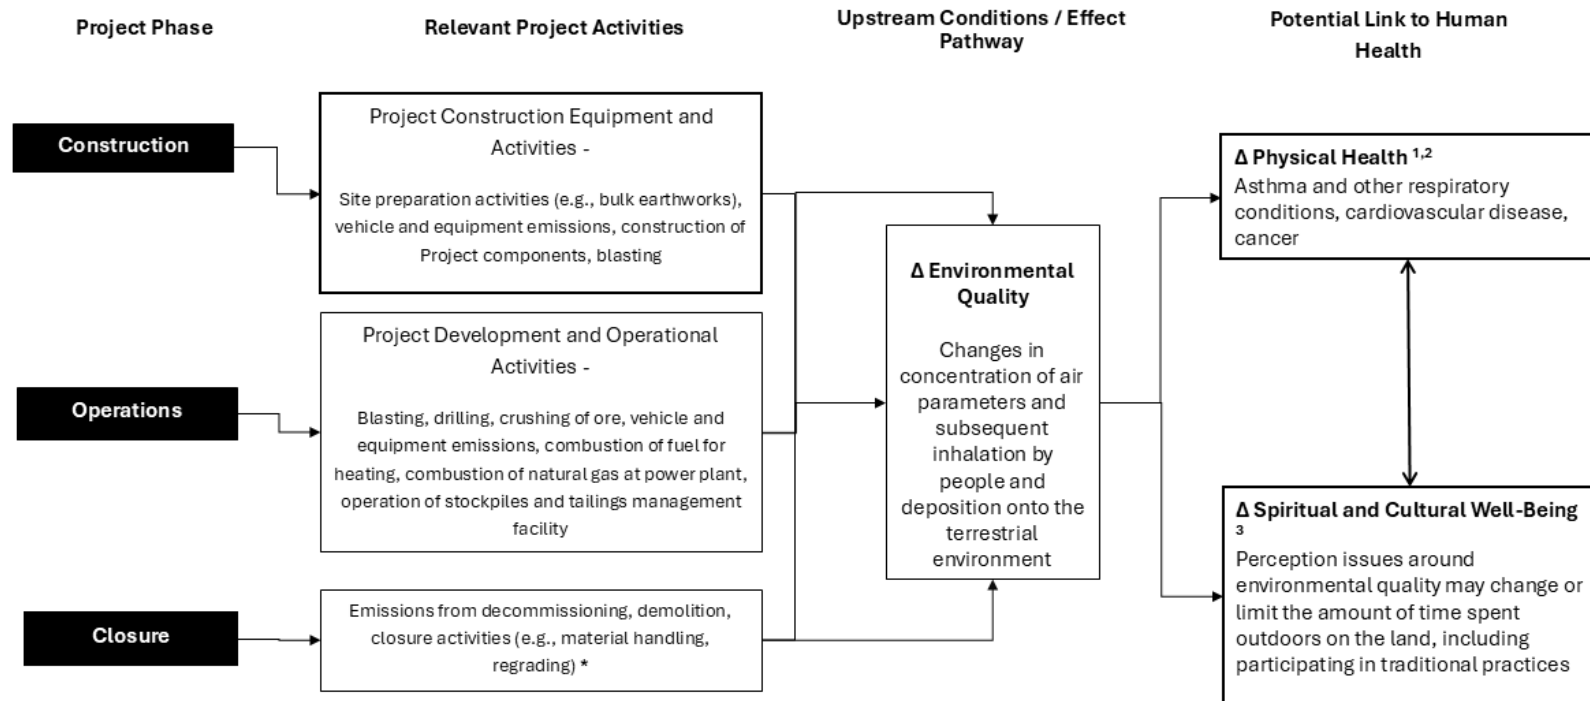 Project Phase
Relevant Project Activities
Upstream Conditions / Effect
Pathway
Potential Link to Human
Health
Construction
Project Construction Equipment and
Activities -
Site preparation activities (e.g., bulk earthworks),
vehicle and equipment emissions, construction of
Project components, blasting
Operations
Project Development and Operational
Activities -
Blasting, drilling, crushing of ore, vehicle and
equipment emissions, combustion of fuel for
heating, combustion of natural gas at power plant,
operation of stockpiles and tailings management
facility
Closure
Emissions from decommissioning, demolition,
closure activities (e.g., material handling,
regrading) *
Δ Environmental
Quality
Changes in
concentration of air
parameters and
subsequent
inhalation by
people and
deposition onto the
terrestrial
environment
Δ Physical Health 1,2
Asthma and other respiratory
conditions, cardiovascular disease,
cancer
Δ Spiritual and Cultural Well-Being
3
Perception issues around
environmental quality may change or
limit the amount of time spent
outdoors on the land, including
participating in traditional practices